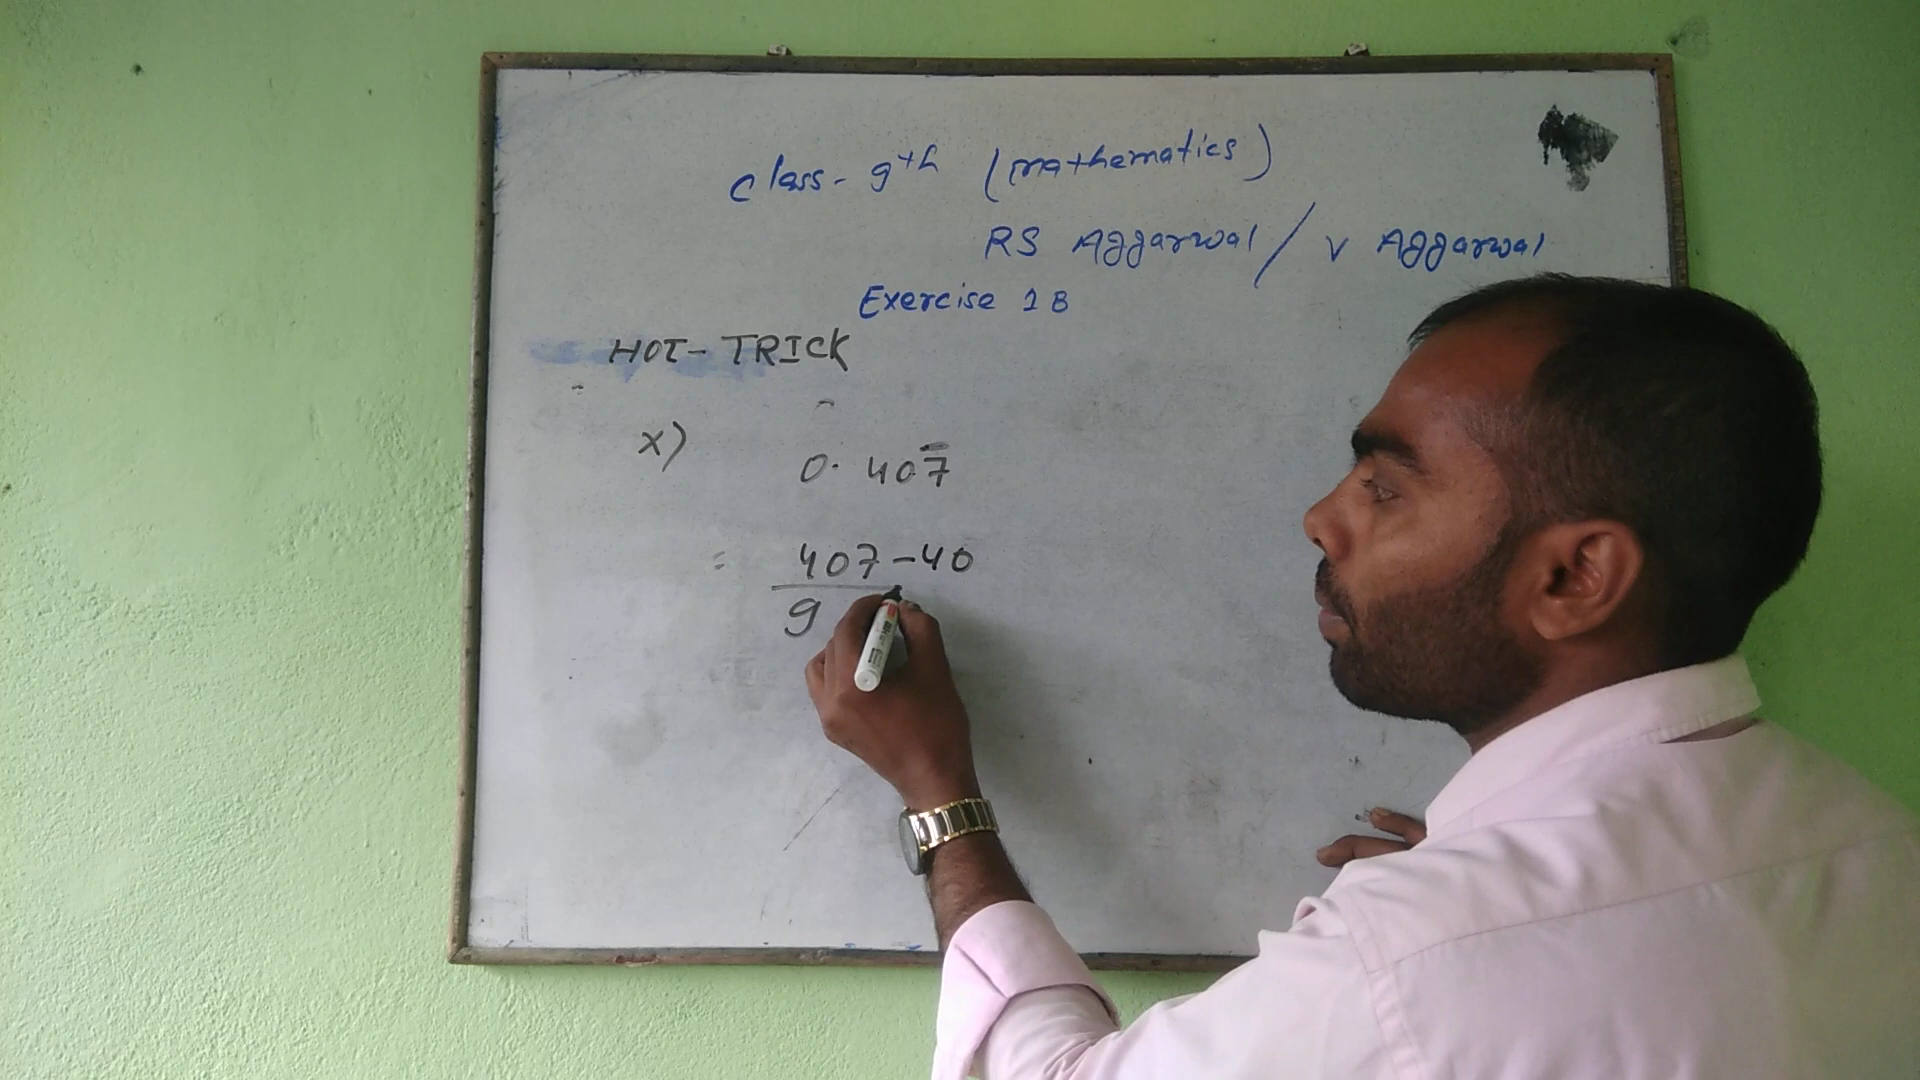 class- 9th (mathematics)
RS Aggarwal / V Aggarwal
Exercise 1B
HOT-TRICK
x) 0.407̅
= 407-40
9